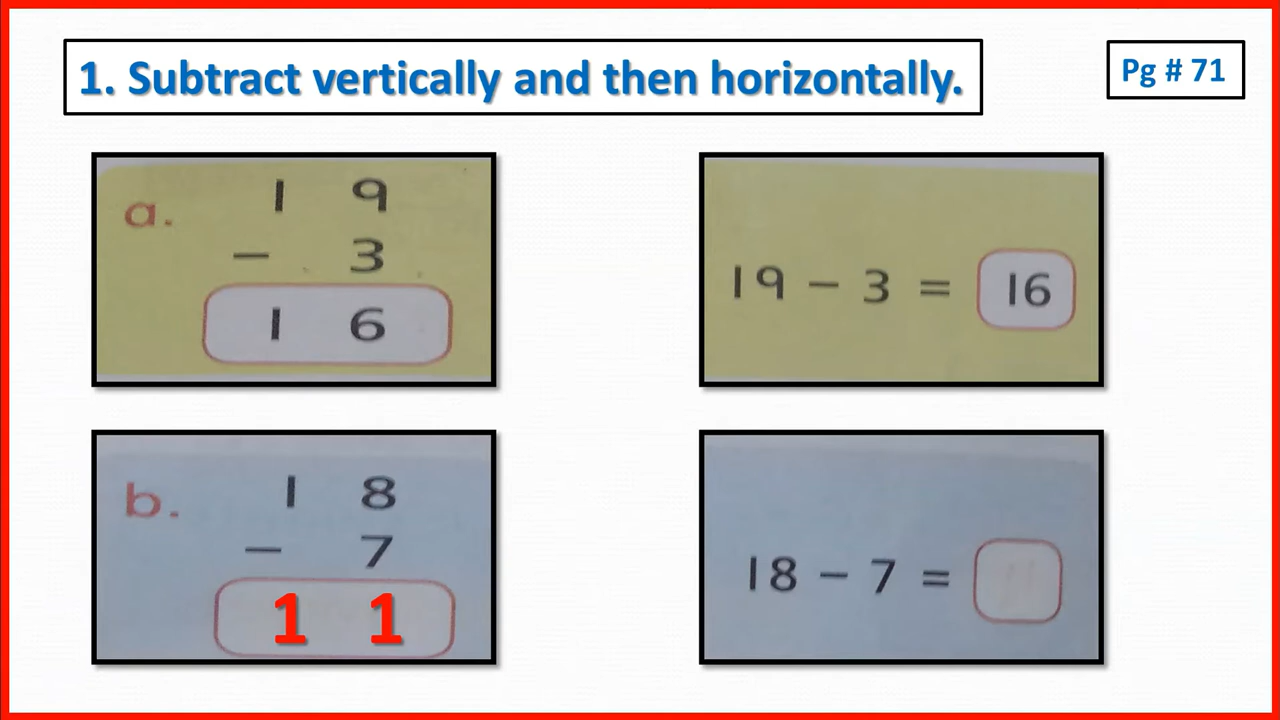 1. Subtract vertically and then horizontally.
Pg # 71
a.
1 9
− 3
1 6
19 − 3 = 16
b.
1 8
− 7
1 1
18 − 7 =